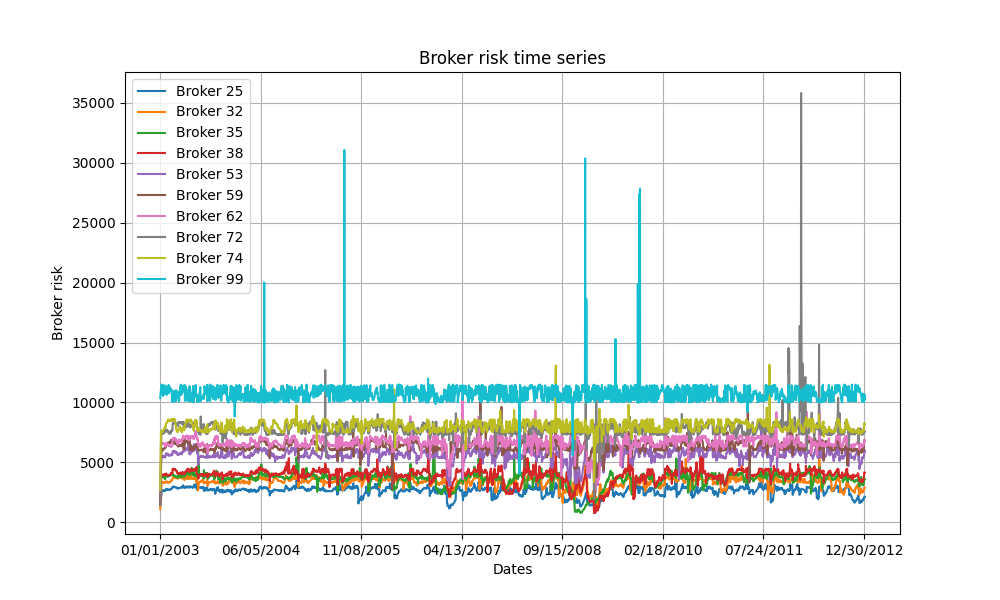 Broker risk time series
Broker risk
35000
30000
25000
20000
15000
10000
5000
0
Broker 25
Broker 32
Broker 35
Broker 38
Broker 53
Broker 59
Broker 62
Broker 72
Broker 74
Broker 99
01/01/2003 06/05/2004 11/08/2005 04/13/2007 09/15/2008 02/18/2010 07/24/2011 12/30/2012
Dates